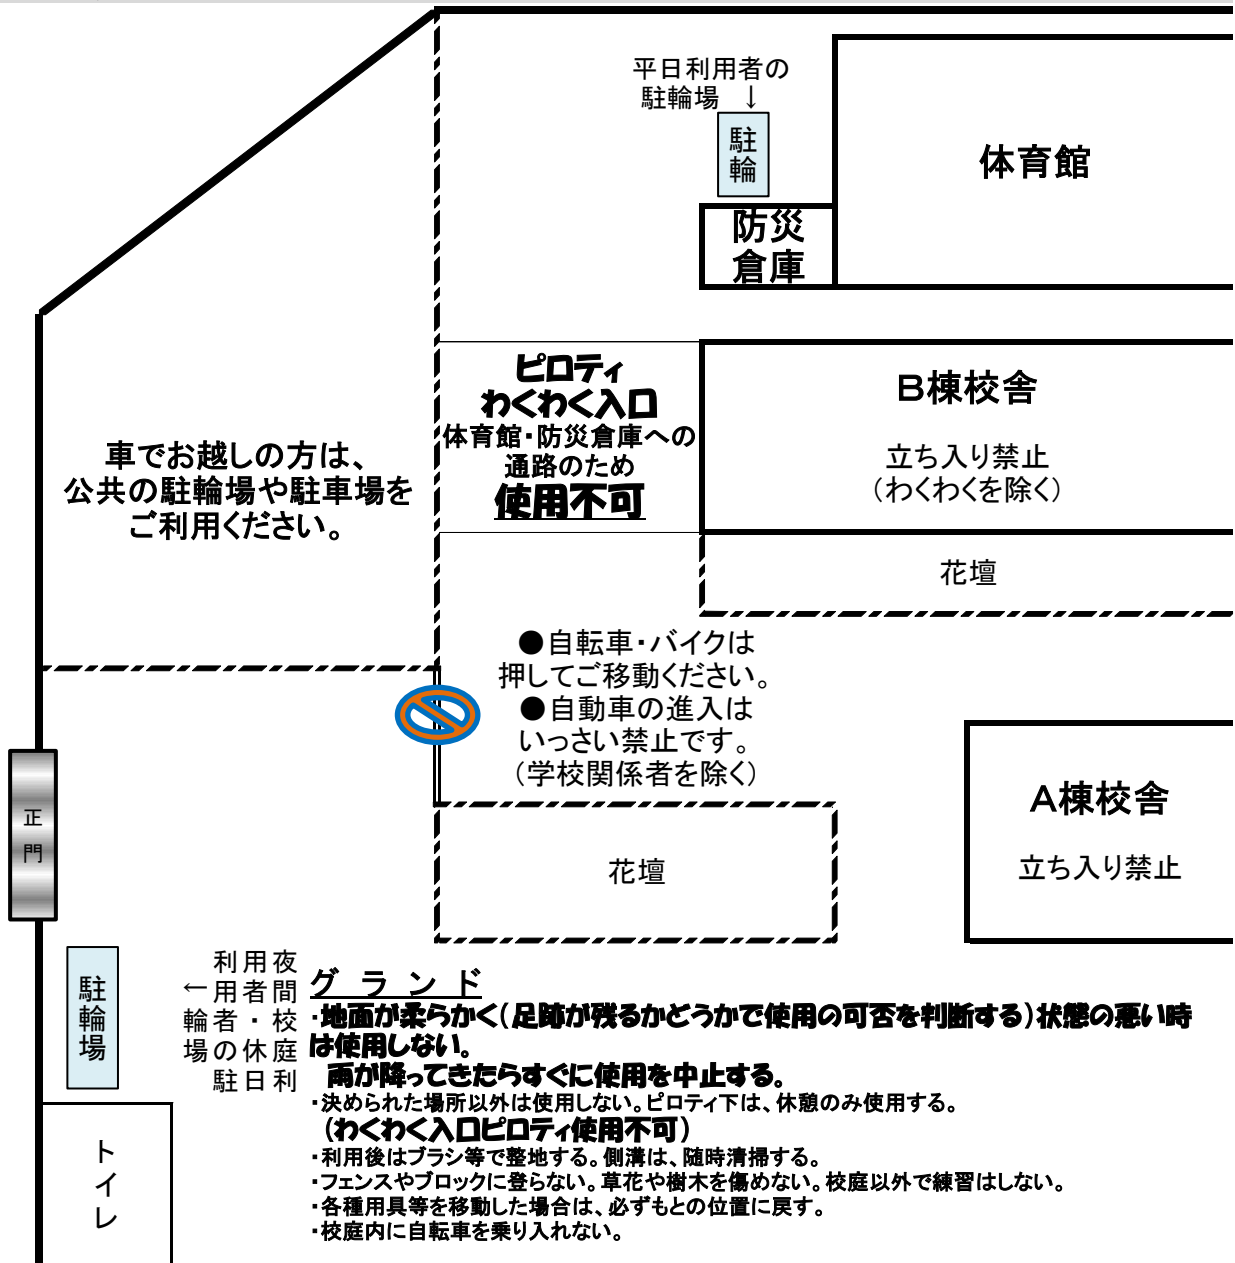 平日利用者の
駐輪場 ↓
駐輪
体育館
防災
倉庫
ピロティ
わくわく入口
体育館・防災倉庫への
通路のため
使用不可
B棟校舎
立ち入り禁止
(わくわくを除く)
花壇
車でお越しの方は、
公共の駐輪場や駐車場を
ご利用ください。
●自転車・バイクは
押してご移動ください。
●自動車の進入は
いっさい禁止です。
(学校関係者を除く)
A棟校舎
立ち入り禁止
正門
花壇
駐輪場
夜間・校庭利
用者・休日利
用者の駐
輪場
←
トイレ
グランド
・地面が柔らかく(足跡が残るかどうかで使用の可否を判断する)状態の悪い時
は使用しない。
雨が降ってきたらすぐに使用を中止する。
・決められた場所以外は使用しない。ピロティ下は、休憩のみ使用する。
(わくわく入口ピロティ使用不可)
・利用後はブラシ等で整地する。側溝は、随時清掃する。
・フェンスやブロックに登らない。草花や樹木を傷めない。校庭以外で練習はしない。
・各種用具等を移動した場合は、必ずもとの位置に戻す。
・校庭内に自転車を乗り入れない。